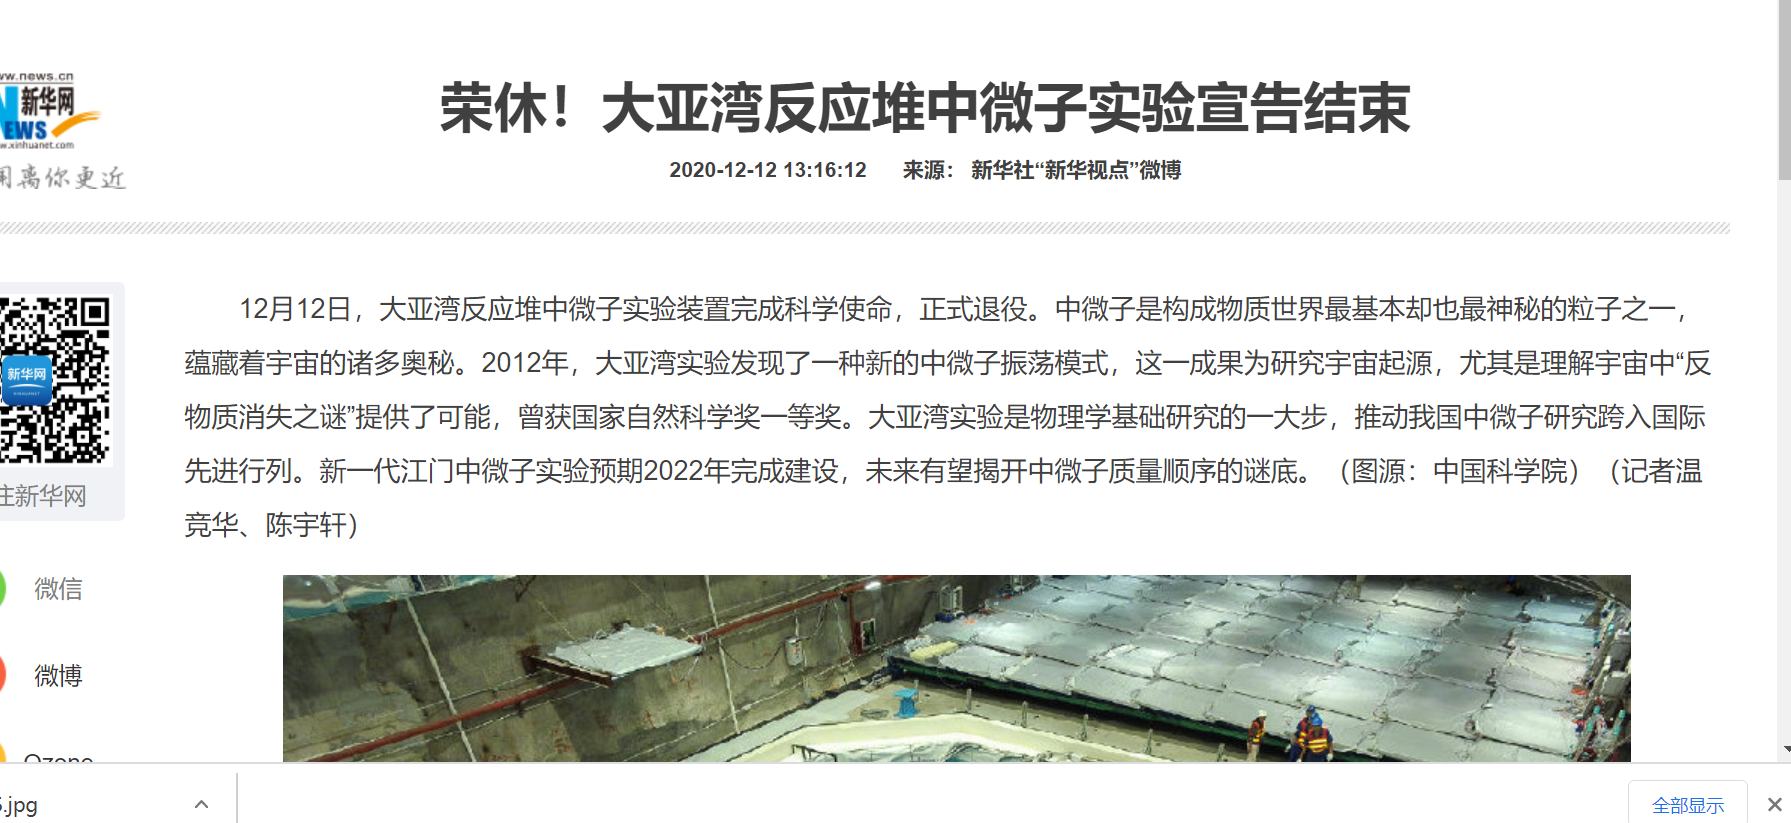 www.news.cn
新华网
NEWS
www.xinhuanet.com
离你更近
荣休！大亚湾反应堆中微子实验宣告结束
2020-12-12 13:16:12 来源： 新华社“新华视点”微博
12月12日，大亚湾反应堆中微子实验装置完成科学使命，正式退役。中微子是构成物质世界最基本却也最神秘的粒子之一，
蕴藏着宇宙的诸多奥秘。2012年，大亚湾实验发现了一种新的中微子振荡模式，这一成果为研究宇宙起源，尤其是理解宇宙中“反
物质消失之谜”提供了可能，曾获国家自然科学奖一等奖。大亚湾实验是物理学基础研究的一大步，推动我国中微子研究跨入国际
先进行列。新一代江门中微子实验预期2022年完成建设，未来有望揭开中微子质量顺序的谜底。（图源：中国科学院）（记者温
竞华、陈宇轩）
新华网
注新华网
微信
微博
Qzone
.jpg
全部显示